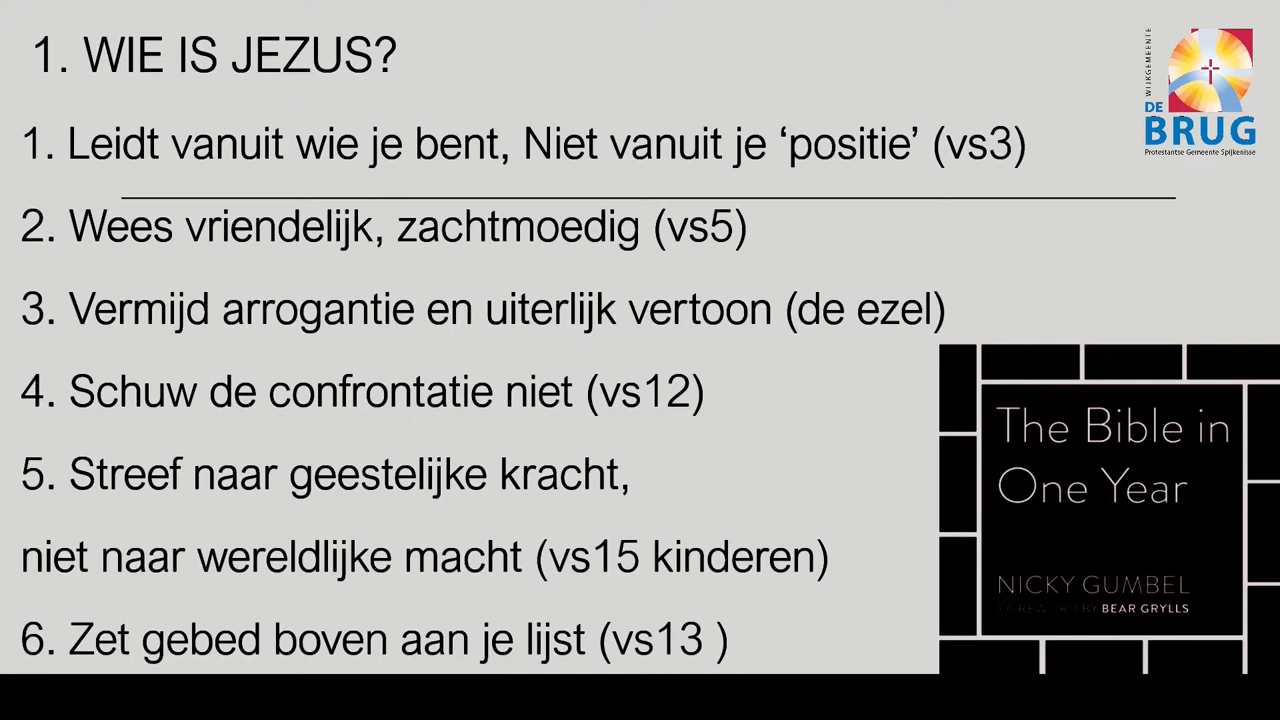 1. WIE IS JEZUS?
1. Leidt vanuit wie je bent, Niet vanuit je ‘positie’ (vs3)
2. Wees vriendelijk, zachtmoedig (vs5)
3. Vermijd arrogantie en uiterlijk vertoon (de ezel)
4. Schuw de confrontatie niet (vs12)
5. Streef naar geestelijke kracht,
niet naar wereldlijke macht (vs15 kinderen)
6. Zet gebed boven aan je lijst (vs13 )
WIJKGEMEENTE
DE
BRUG
Protestantse Gemeente Spijkenisse
The Bible in
One Year
NICKY GUMBEL
FOREWORD BY BEAR GRYLLS